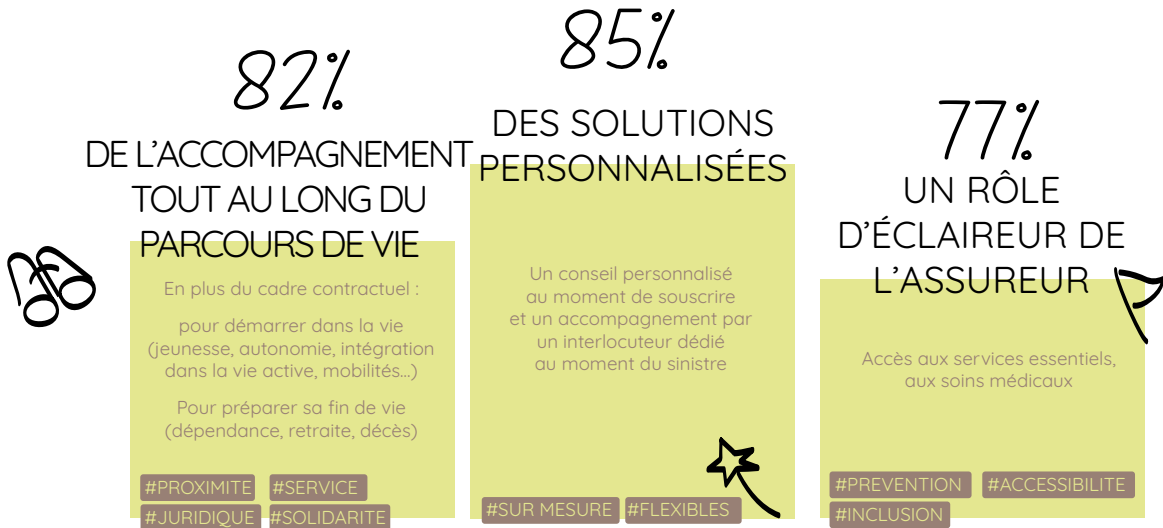 82%
DE L'ACCOMPAGNEMENT
TOUT AU LONG DU
PARCOURS DE VIE
En plus du cadre contractuel :
pour démarrer dans la vie
(jeunesse, autonomie, intégration
dans la vie active, mobilités...)
Pour préparer sa fin de vie
(dépendance, retraite, décès)
#PROXIMITE #SERVICE
#JURIDIQUE #SOLIDARITE
85%
DES SOLUTIONS
PERSONNALISÉES
Un conseil personnalisé
au moment de souscrire
et un accompagnement par
un interlocuteur dédié
au moment du sinistre
#SUR MESURE #FLEXIBLES
77%
UN RÔLE
D'ÉCLAIREUR DE
L'ASSUREUR
Accès aux services essentiels,
aux soins médicaux
#PREVENTION #ACCESSIBILITE
#INCLUSION